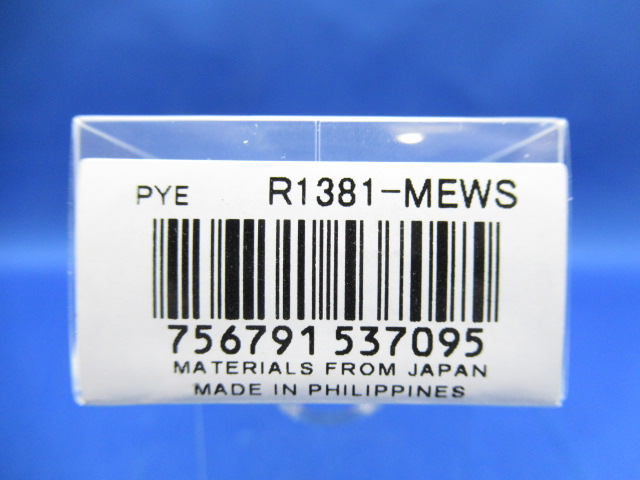 PYE R1381-MEWS
756791 537095
MATERIALS FROM JAPAN
MADE IN PHILIPPINES